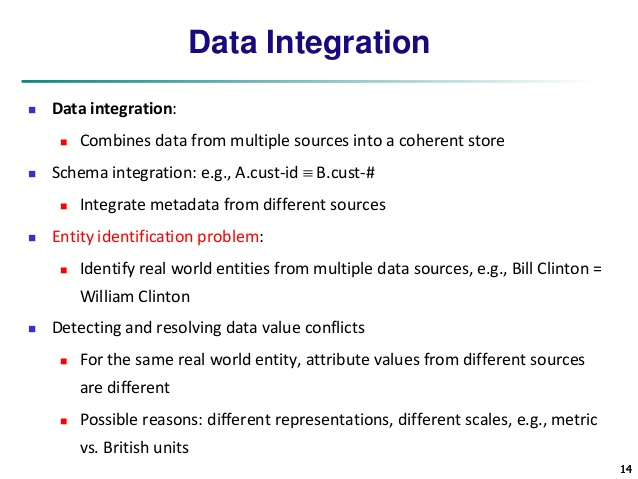 Data Integration
Data integration:
Combines data from multiple sources into a coherent store
Schema integration: e.g., A.cust-id ≡ B.cust-#
Integrate metadata from different sources
Entity identification problem:
Identify real world entities from multiple data sources, e.g., Bill Clinton =
William Clinton
Detecting and resolving data value conflicts
For the same real world entity, attribute values from different sources
are different
Possible reasons: different representations, different scales, e.g., metric
vs. British units
14